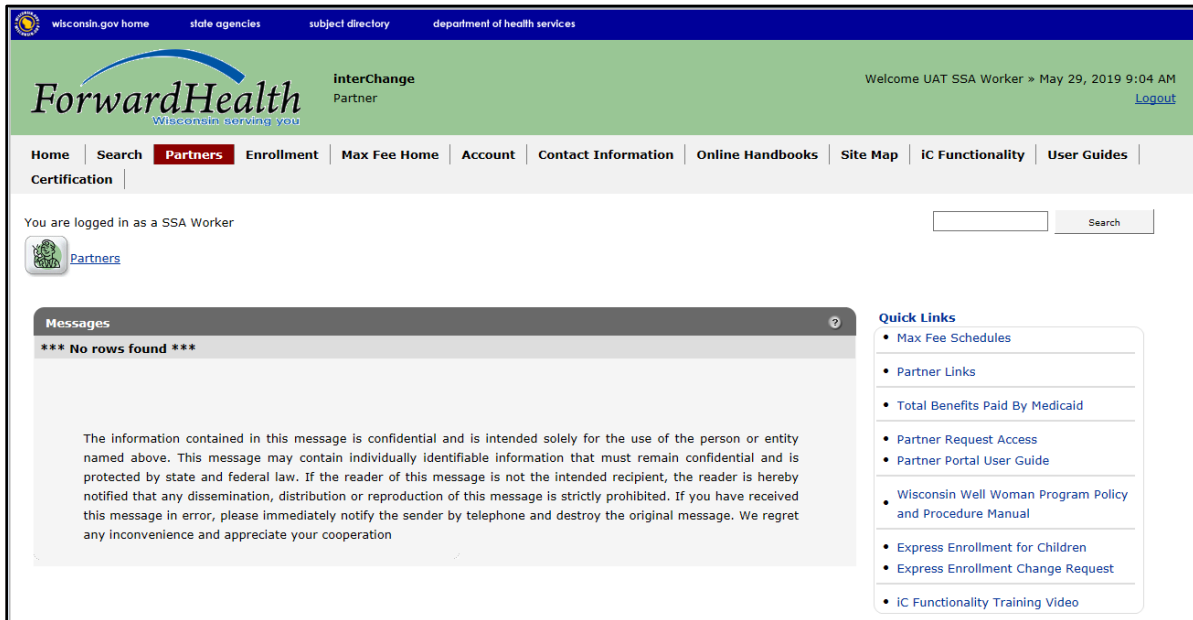 wisconsin.gov home state agencies subject directory department of health services
ForwardHealth
Wisconsin serving you
interChange
Partner
Welcome UAT SSA Worker » May 29, 2019 9:04 AM
Logout
Home Search Partners Enrollment Max Fee Home Account Contact Information Online Handbooks Site Map iC Functionality User Guides
Certification
You are logged in as a SSA Worker
Search
Partners
Messages ?
*** No rows found ***
The information contained in this message is confidential and is intended solely for the use of the person or entity
named above. This message may contain individually identifiable information that must remain confidential and is
protected by state and federal law. If the reader of this message is not the intended recipient, the reader is hereby
notified that any dissemination, distribution or reproduction of this message is strictly prohibited. If you have received
this message in error, please immediately notify the sender by telephone and destroy the original message. We regret
any inconvenience and appreciate your cooperation
Quick Links
• Max Fee Schedules
• Partner Links
• Total Benefits Paid By Medicaid
• Partner Request Access
• Partner Portal User Guide
• Wisconsin Well Woman Program Policy
and Procedure Manual
• Express Enrollment for Children
• Express Enrollment Change Request
• iC Functionality Training Video